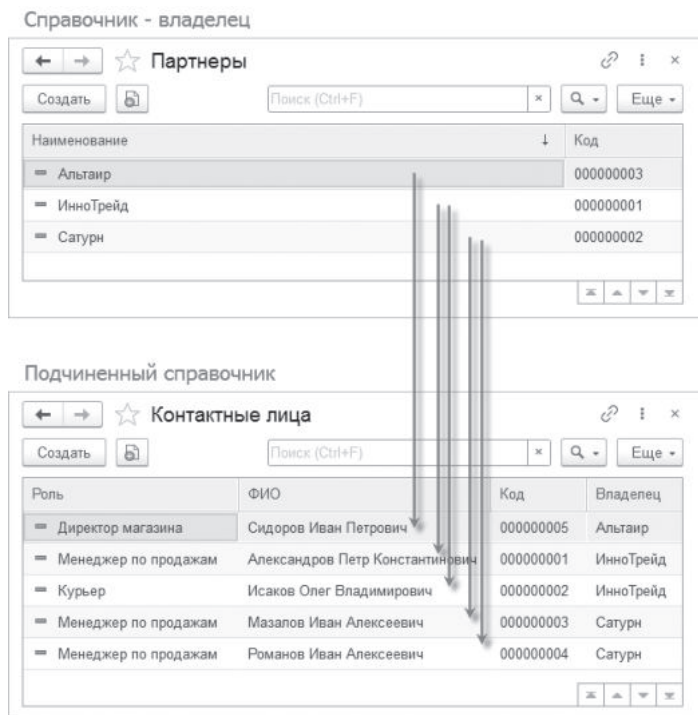 Справочник - владелец
Партнеры
Создать Поиск (Ctrl+F) × Еще
Наименование ↓ Код
Альтаир 000000003
ИнноТрейд 000000001
Сатурн 000000002
Подчиненный справочник
Контактные лица
Создать Поиск (Ctrl+F) × Еще
Роль ФИО Код Владелец
Директор магазина Сидоров Иван Петрович 000000005 Альтаир
Менеджер по продажам Александров Петр Константинович 000000001 ИнноТрейд
Курьер Исаков Олег Владимирович 000000002 ИнноТрейд
Менеджер по продажам Мазалов Иван Алексеевич 000000003 Сатурн
Менеджер по продажам Романов Иван Алексеевич 000000004 Сатурн